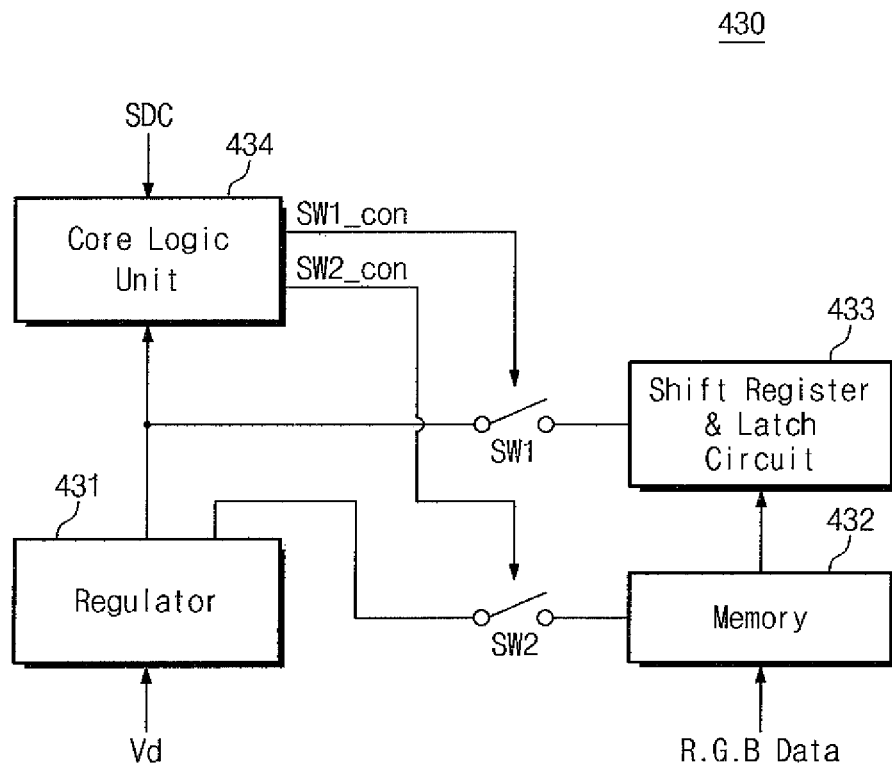 430
SDC
434
Core Logic
Unit
SW1_con
SW2_con
433
Shift Register
& Latch
Circuit
SW1
431
Regulator
432
Memory
SW2
Vd
R.G.B Data